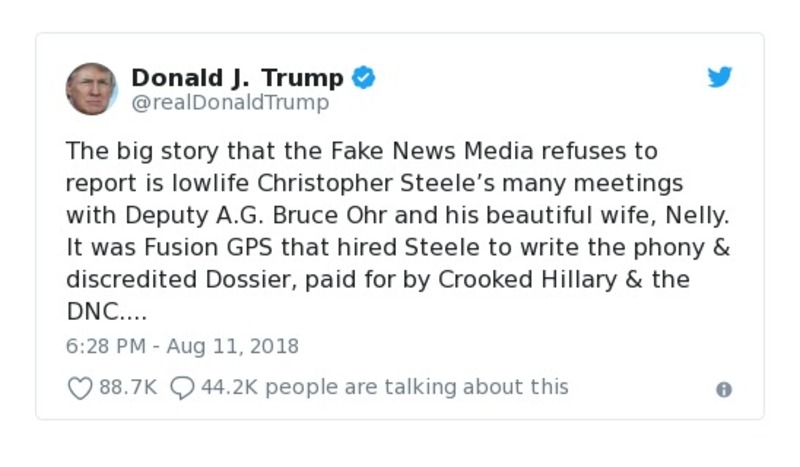 Donald J. Trump
@realDonaldTrump
The big story that the Fake News Media refuses to
report is lowlife Christopher Steele’s many meetings
with Deputy A.G. Bruce Ohr and his beautiful wife, Nelly.
It was Fusion GPS that hired Steele to write the phony &
discredited Dossier, paid for by Crooked Hillary & the
DNC....
6:28 PM - Aug 11, 2018
88.7K 44.2K people are talking about this